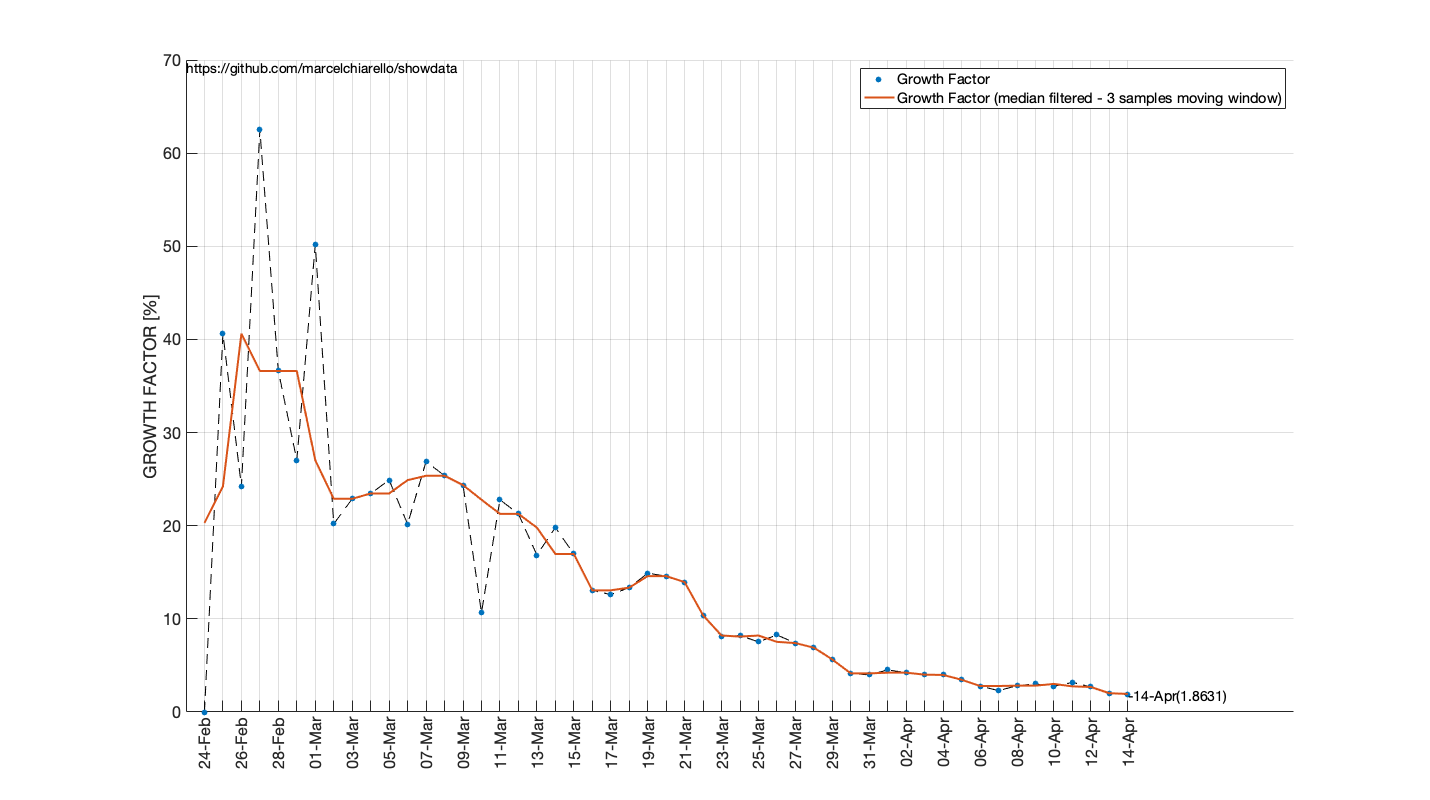 70
https://github.com/marcelchiarello/showdata
Growth Factor
Growth Factor (median filtered - 3 samples moving window)
60
50
40
30
20
10
0
GROWTH FACTOR [%]
14-Apr(1.8631)
24-Feb
26-Feb
28-Feb
01-Mar
03-Mar
05-Mar
07-Mar
09-Mar
11-Mar
13-Mar
15-Mar
17-Mar
19-Mar
21-Mar
23-Mar
25-Mar
27-Mar
29-Mar
31-Mar
02-Apr
04-Apr
06-Apr
08-Apr
10-Apr
12-Apr
14-Apr